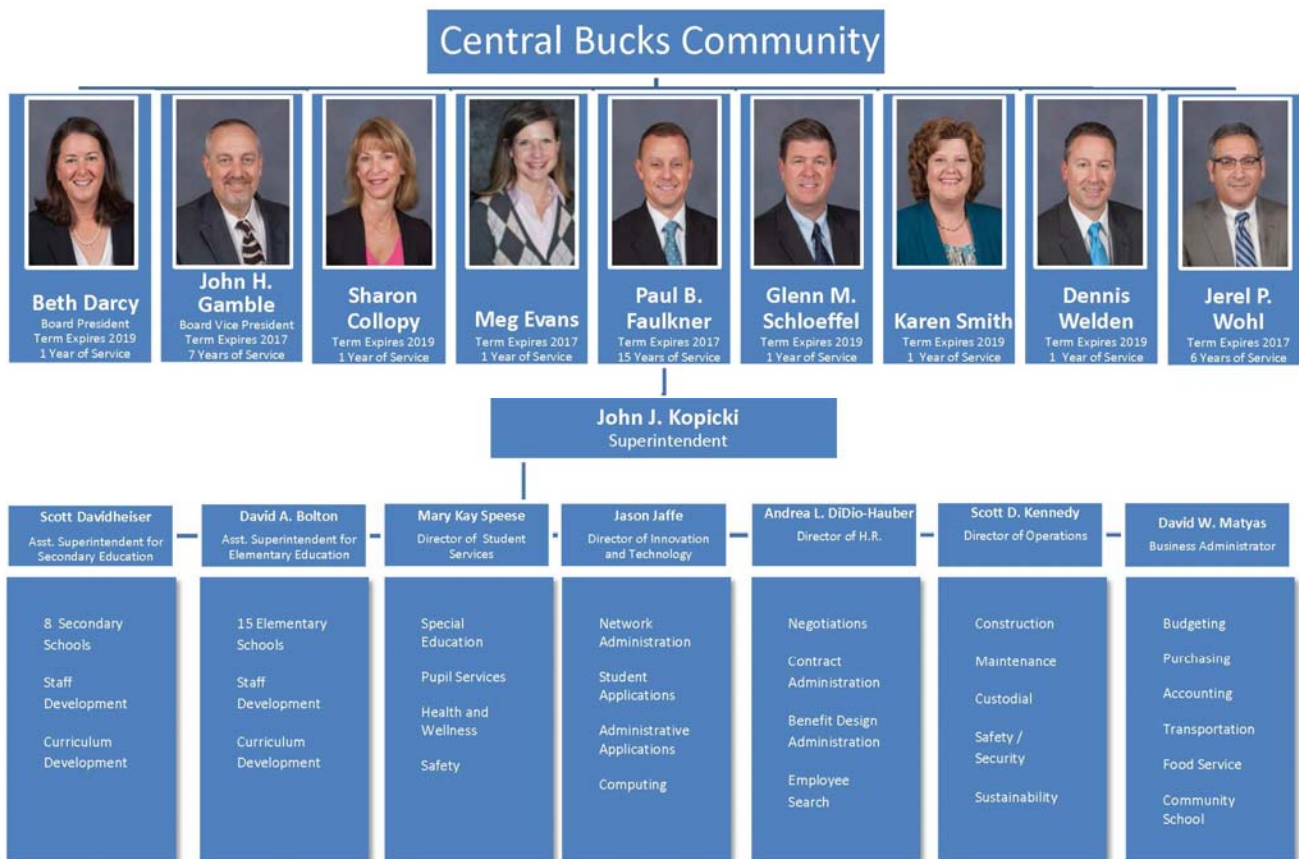 Central Bucks Community
Beth Darcy
Board President
Term Expires 2019
1 Year of Service
John H.
Gamble
Board Vice President
Term Expires 2017
7 Years of Service
Sharon
Collopy
Term Expires 2019
1 Year of Service
Meg Evans
Term Expires 2017
1 Year of Service
Paul B.
Faulkner
Term Expires 2017
15 Years of Service
Glenn M.
Schloeffel
Term Expires 2019
1 Year of Service
Karen Smith
Term Expires 2019
1 Year of Service
Dennis
Welden
Term Expires 2019
1 Year of Service
Jerel P.
Wohl
Term Expires 2017
6 Years of Service
John J. Kopicki
Superintendent
Scott Davidheiser
Asst. Superintendent for
Secondary Education
David A. Bolton
Asst. Superintendent for
Elementary Education
Mary Kay Speese
Director of Student
Services
Jason Jaffe
Director of Innovation
and Technology
Andrea L. DiDio-Hauber
Director of H.R.
Scott D. Kennedy
Director of Operations
David W. Matyas
Business Administrator
8 Secondary
Schools
Staff
Development
Curriculum
Development
15 Elementary
Schools
Staff
Development
Curriculum
Development
Special
Education
Pupil Services
Health and
Wellness
Safety
Network
Administration
Student
Applications
Administrative
Applications
Computing
Negotiations
Contract
Administration
Benefit Design
Administration
Employee
Search
Construction
Maintenance
Custodial
Safety /
Security
Sustainability
Budgeting
Purchasing
Accounting
Transportation
Food Service
Community
School